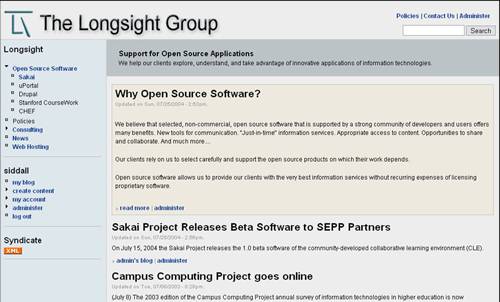 The Longsight Group
Policies | Contact Us | Administer
Search
Longsight
Open Source Software
Sakai
uPortal
Drupal
Stanford CourseWork
CHEF
Policies
Consulting
News
Web Hosting
siddall
my blog
create content
my account
administer
log out
Syndicate
XML
Support for Open Source Applications
We help our clients explore, understand, and take advantage of innovative applications of information technologies.
Why Open Source Software?
Updated on Sun, 07/25/2004 - 2:50pm.
We believe that selected, non-commercial, open source software that is supported by a strong community of developers and users offers
many benefits. New tools for communication. "Just-in-time" information services. Appropriate access to content. Opportunities to share
and collaborate. And much more...
Our clients rely on us to select carefully and support the open source products on which their work depends.
Open source software allows us to provide our clients with the very best information services without recurring expenses of licensing
proprietary software.
» read more | administer
Sakai Project Releases Beta Software to SEPP Partners
Updated on Sun, 07/25/2004 - 2:58pm.
On July 15, 2004 the Sakai Project releases the 1.0 beta software of the community-developed collaborative learning environment (CLE).
» admin's blog | administer
Campus Computing Project goes online
Updated on Tue,
(July 8) The 2003 edition of the Campus Computing Project annual survey of information technologies in higher education is now